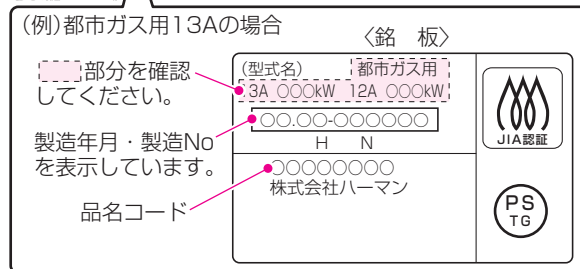 (例)都市ガス用13Aの場合
〈銘 板〉
部分を確認
してください。
(型式名)
都市ガス用
3A ○○○kW 12A ○○○kW
製造年月・製造No
を表示しています。
○○.○○-○○○○○○
H N
品名コード
○○○○○○○○
株式会社ハーマン
JIA認証
PS
TG